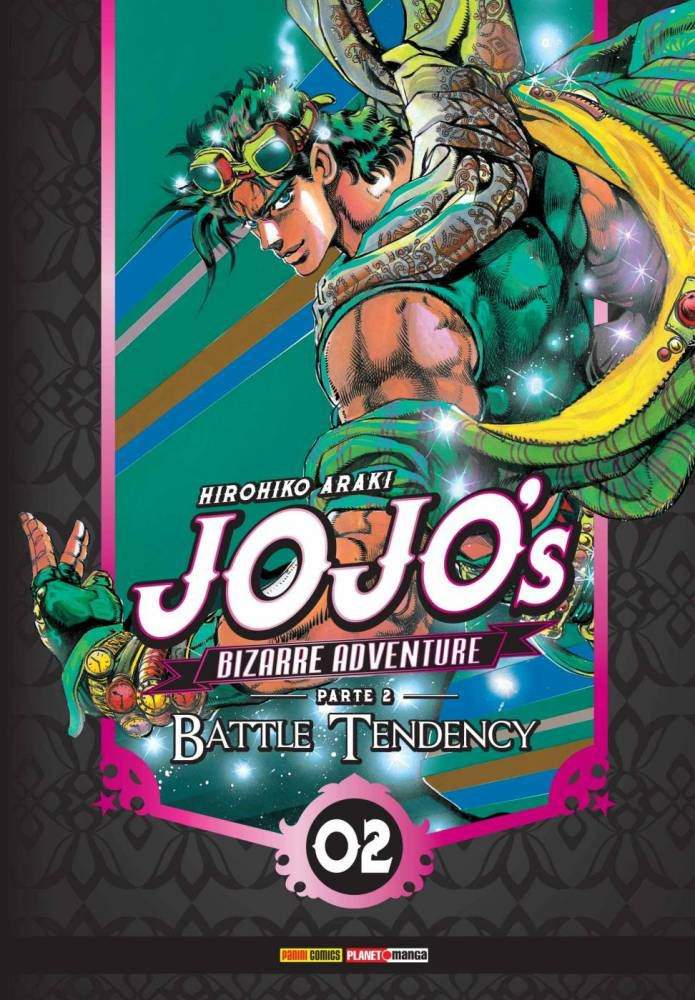 HIROHIKO ARAKI
JOJO's
BIZARRE ADVENTURE
PARTE 2
BATTLE TENDENCY
02
PANINI COMICS PLANET manga